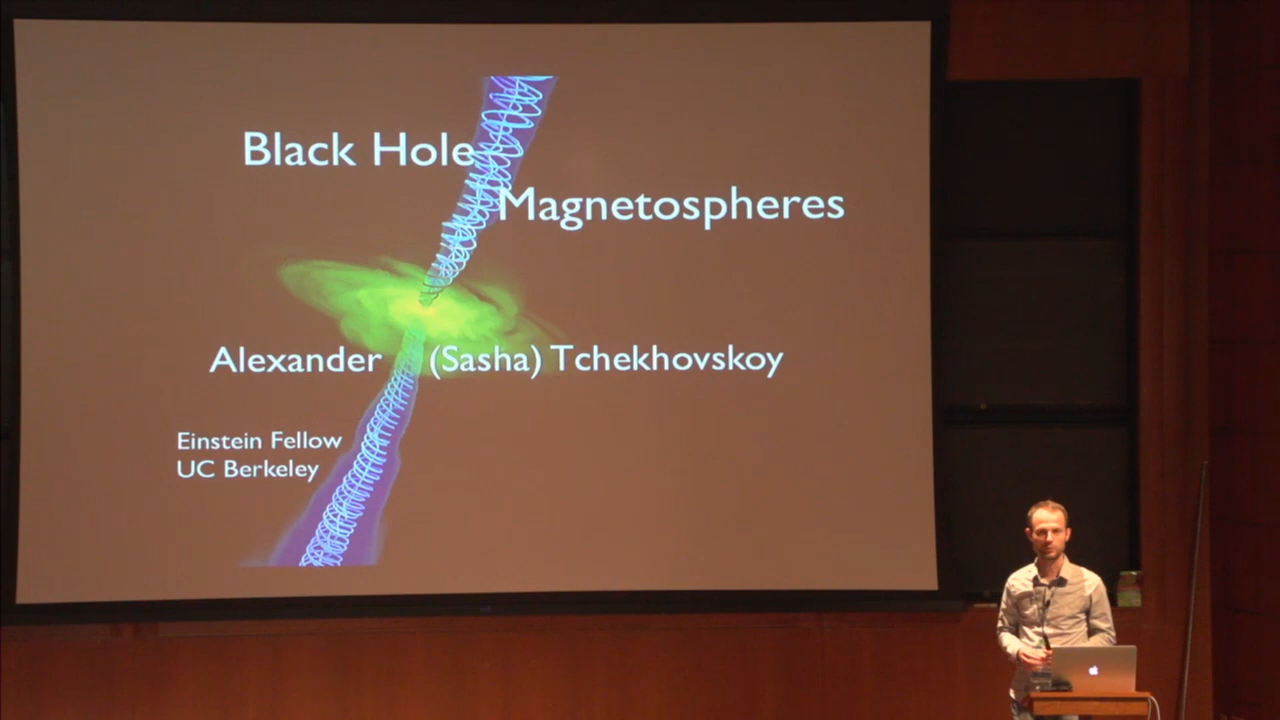 Black Hole
Magnetospheres
Alexander (Sasha) Tchekhovskoy
Einstein Fellow
UC Berkeley